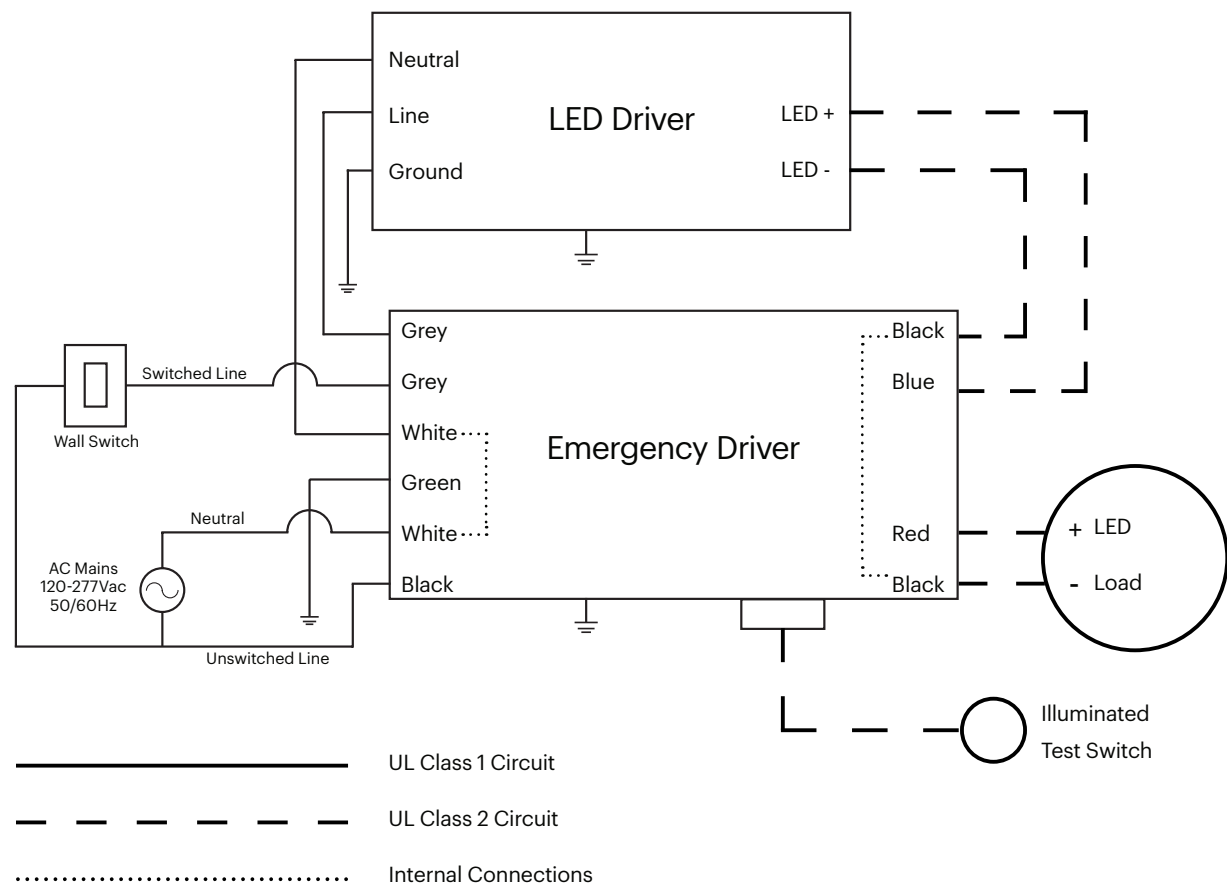 Neutral
Line
Ground
LED Driver
LED +
LED -
Grey
Grey
White
Green
White
Black
Emergency Driver
Black
Blue
Red
Black
Switched Line
Wall Switch
Neutral
AC Mains
120-277Vac
50/60Hz
Unswitched Line
+ LED
- Load
Illuminated
Test Switch
UL Class 1 Circuit
UL Class 2 Circuit
Internal Connections